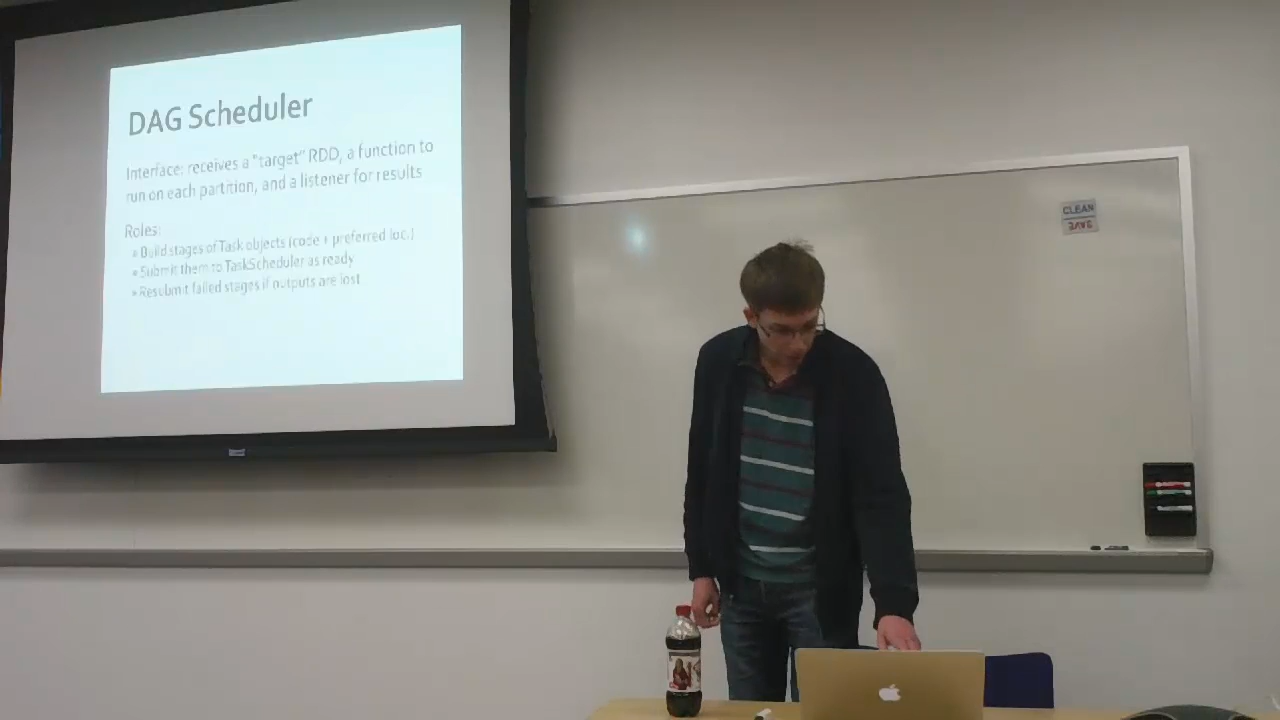 DAG Scheduler
Interface: receives a "target" RDD, a function to
run on each partition, and a listener for results
Roles:
» Build stages of Task objects (code + preferred loc.)
» Submit them to TaskScheduler as ready
» Resubmit failed stages if outputs are lost
CLEAN
SAVE